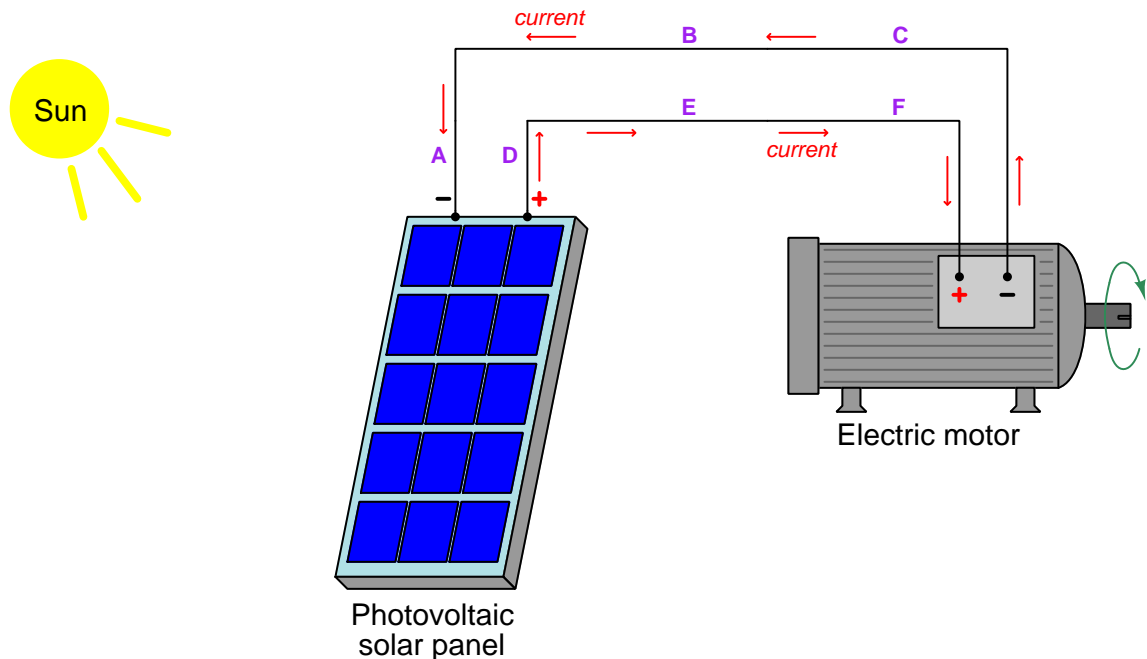 current
B
C
Sun
E
F
A
D
current
−
+
+
−
Electric motor
Photovoltaic
solar panel